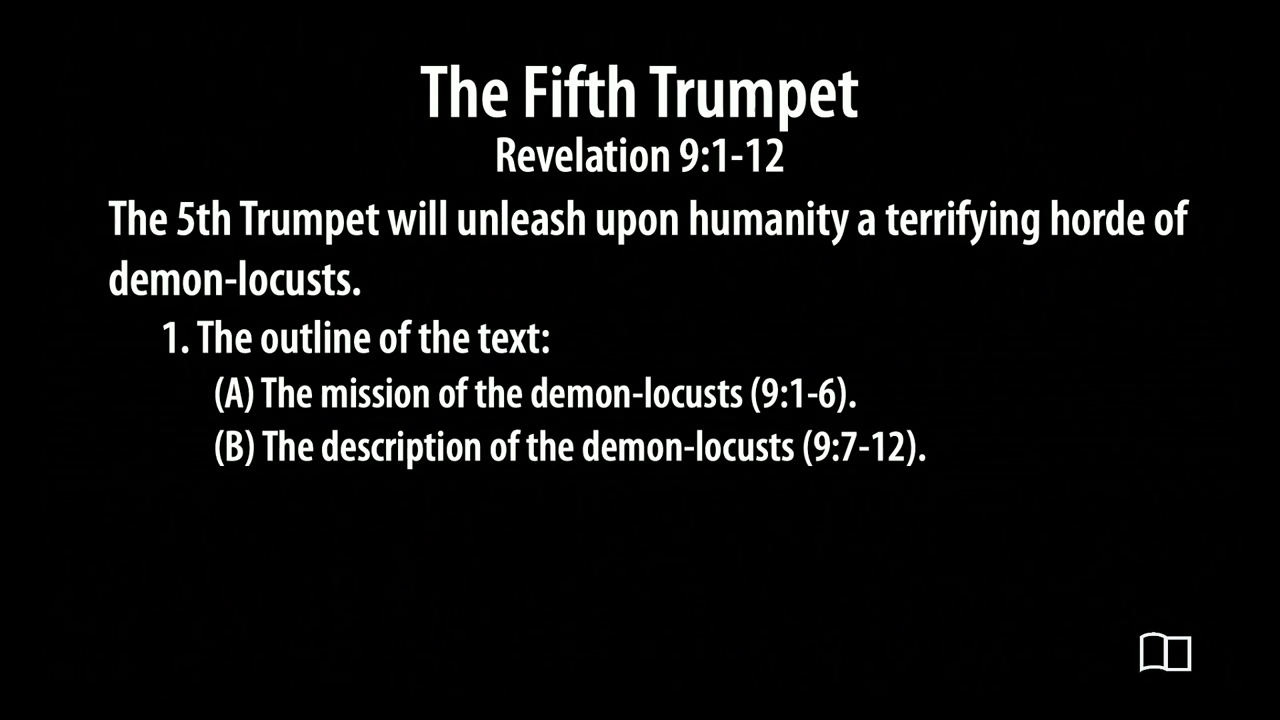 The Fifth Trumpet
Revelation 9:1-12
The 5th Trumpet will unleash upon humanity a terrifying horde of
demon-locusts.
1. The outline of the text:
(A) The mission of the demon-locusts (9:1-6).
(B) The description of the demon-locusts (9:7-12).